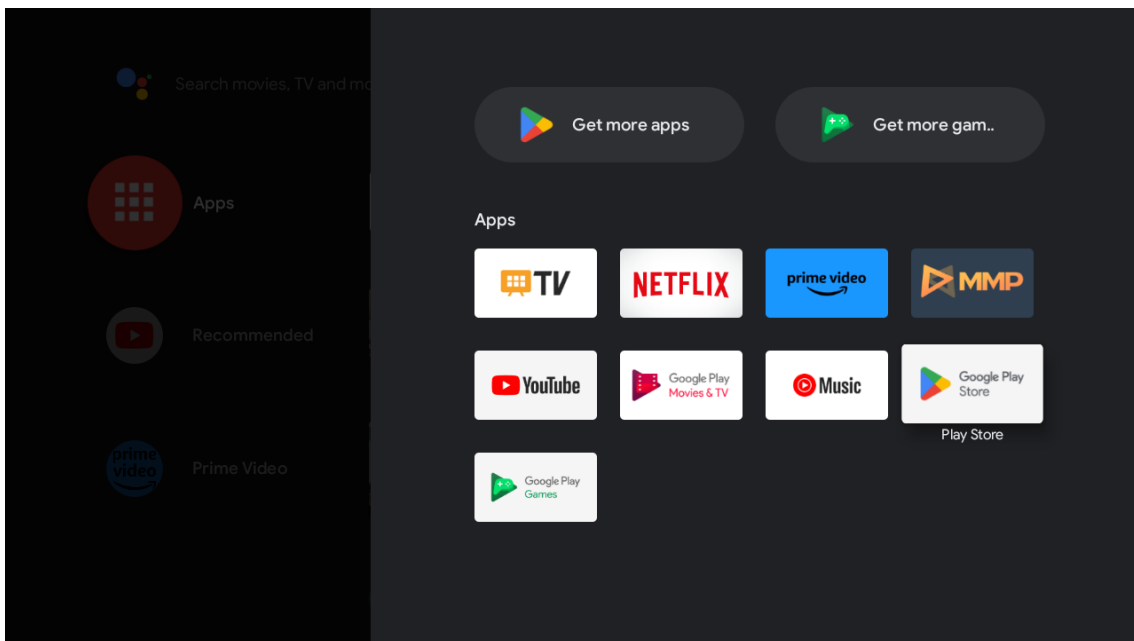 Search movies, TV and mo
Get more apps
Get more gam..
Apps
Apps
TV
NETFLIX
prime video
MMP
Recommended
YouTube
Google Play
Movies & TV
Music
Google Play
Store
Play Store
prime
video
Prime Video
Google Play
Games